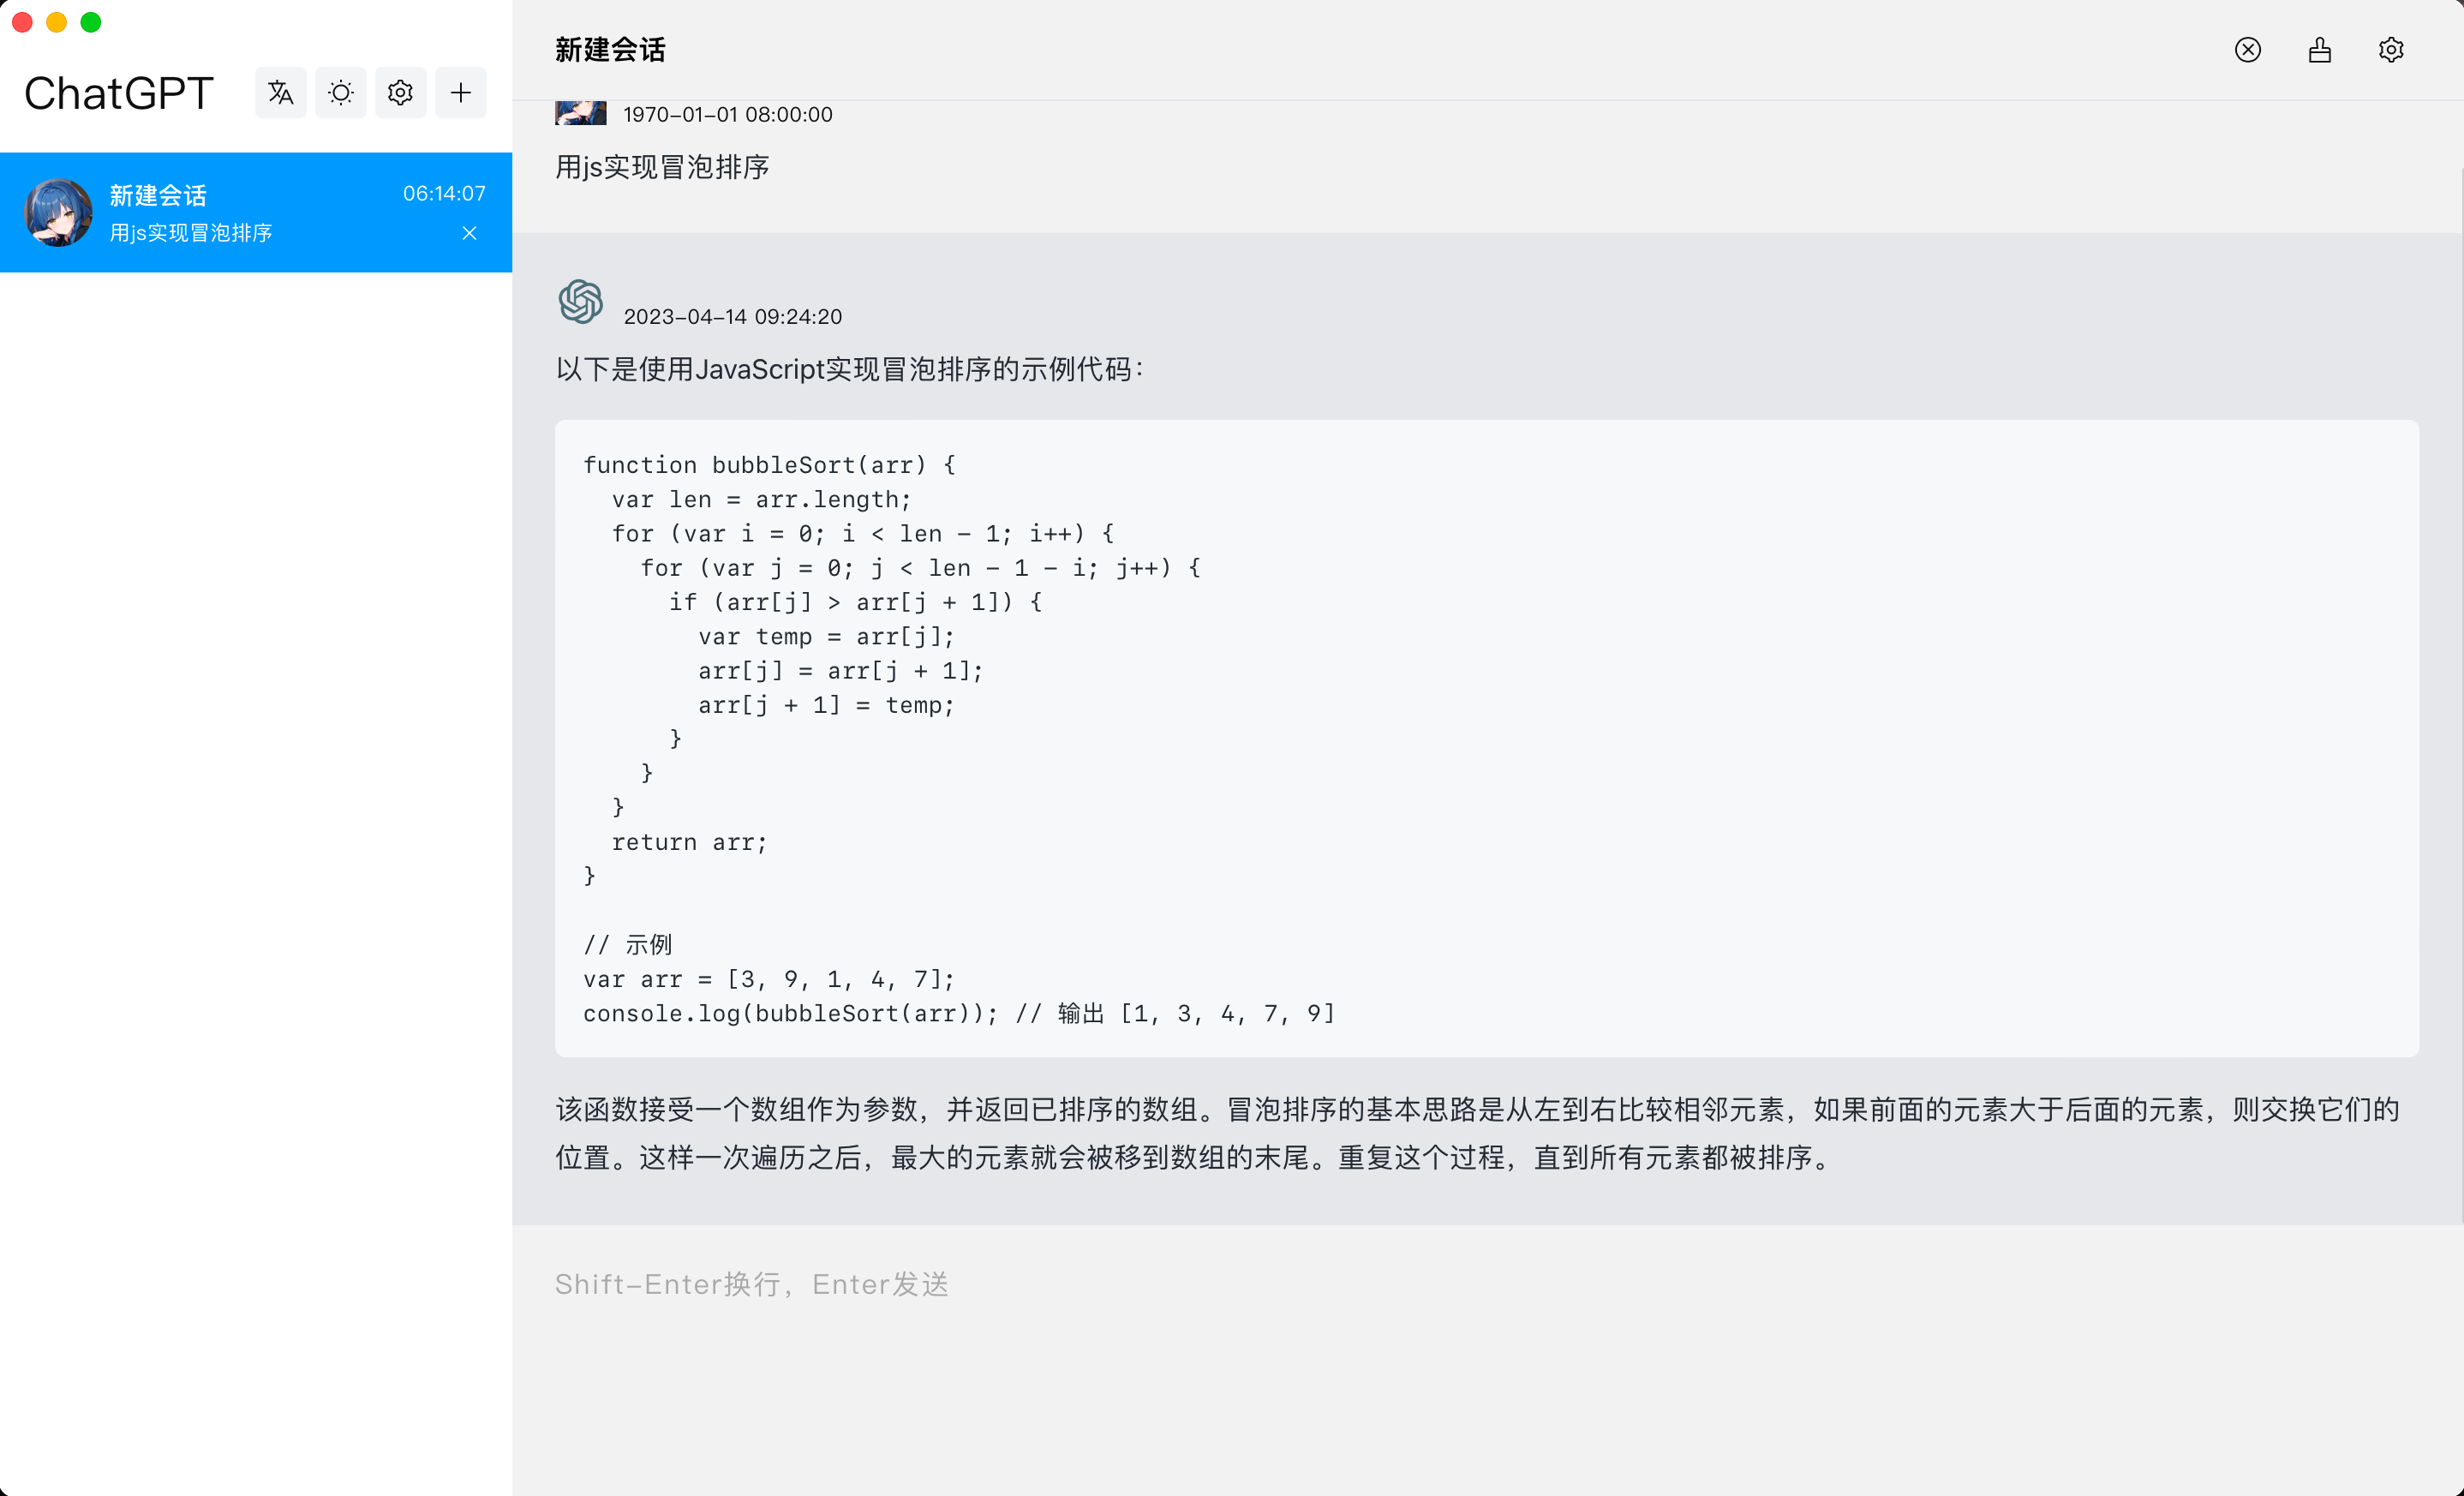 ChatGPT
新建会话
06:14:07
用js实现冒泡排序
新建会话
1970-01-01 08:00:00
用js实现冒泡排序
2023-04-14 09:24:20
以下是使用JavaScript实现冒泡排序的示例代码：
function bubbleSort(arr) {
  var len = arr.length;
  for (var i = 0; i < len - 1; i++) {
    for (var j = 0; j < len - 1 - i; j++) {
      if (arr[j] > arr[j + 1]) {
        var temp = arr[j];
        arr[j] = arr[j + 1];
        arr[j + 1] = temp;
      }
    }
  }
  return arr;
}
// 示例
var arr = [3, 9, 1, 4, 7];
console.log(bubbleSort(arr)); // 输出 [1, 3, 4, 7, 9]
该函数接受一个数组作为参数，并返回已排序的数组。冒泡排序的基本思路是从左到右比较相邻元素，如果前面的元素大于后面的元素，则交换它们的
位置。这样一次遍历之后，最大的元素就会被移到数组的末尾。重复这个过程，直到所有元素都被排序。
Shift-Enter换行，Enter发送